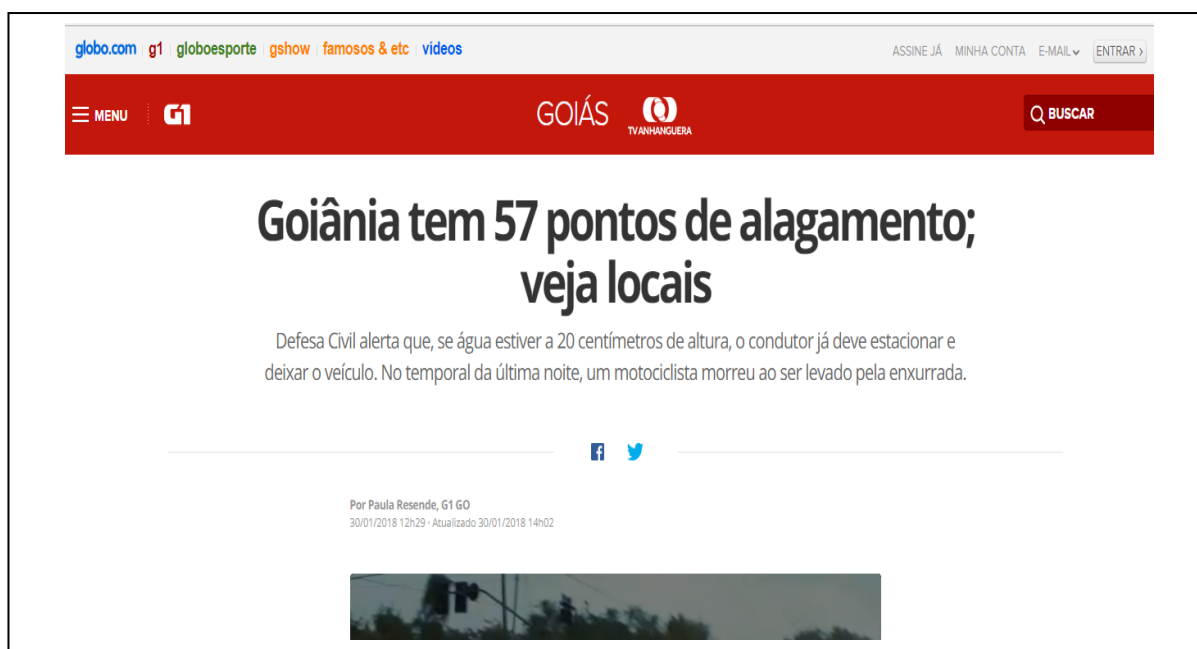 globo.com g1 globoesporte gshow famosos & etc vídeos ASSINE JÁ MINHA CONTA E-MAIL ENTRAR ›
MENU G1 GOIÁS TV ANHANGUERA BUSCAR
Goiânia tem 57 pontos de alagamento;
veja locais
Defesa Civil alerta que, se água estiver a 20 centímetros de altura, o condutor já deve estacionar e
deixar o veículo. No temporal da última noite, um motociclista morreu ao ser levado pela enxurrada.
Por Paula Resende, G1 GO
30/01/2018 12h29 · Atualizado 30/01/2018 14h02